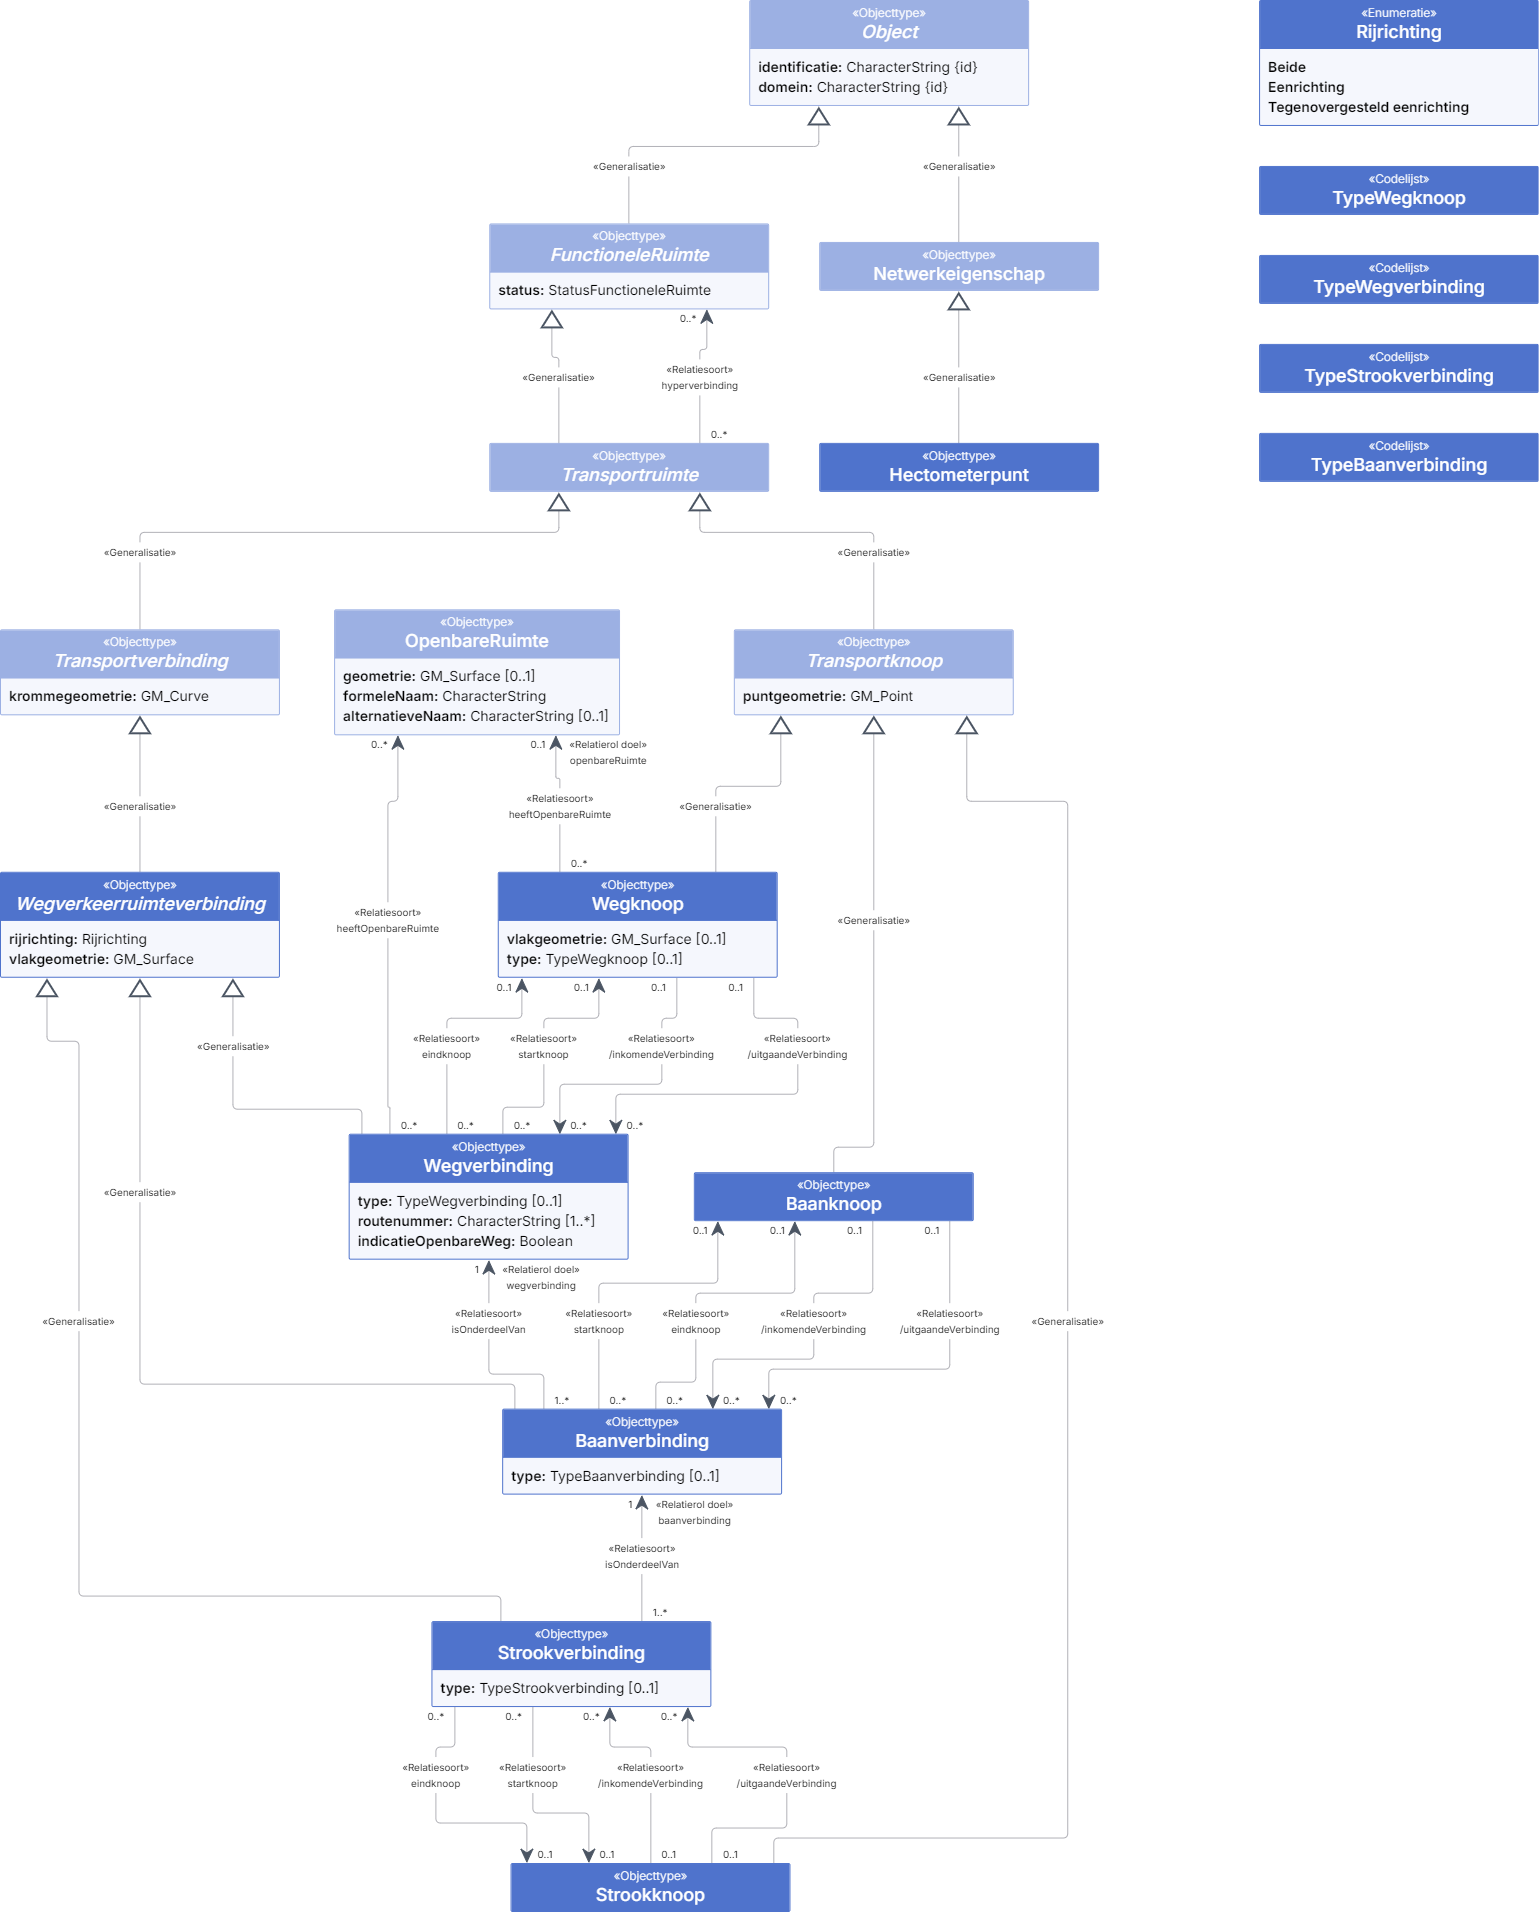 «Objecttype»
Object
identificatie: CharacterString {id}
domein: CharacterString {id}
«Enumeratie»
Rijrichting
Beide
Eenrichting
Tegenovergesteld eenrichting
«Generalisatie»
«Generalisatie»
«Codelijst»
TypeWegknoop
«Objecttype»
FunctioneleRuimte
status: StatusFunctioneleRuimte
«Objecttype»
Netwerkeigenschap
«Codelijst»
TypeWegverbinding
0..*
«Generalisatie»
«Relatiesoort»
hyperverbinding
«Generalisatie»
«Codelijst»
TypeStrookverbinding
0..*
«Objecttype»
Transportruimte
«Objecttype»
Hectometerpunt
«Codelijst»
TypeBaanverbinding
«Generalisatie»
«Generalisatie»
«Objecttype»
Transportverbinding
krommegeometrie: GM_Curve
«Objecttype»
OpenbareRuimte
geometrie: GM_Surface [0..1]
formeleNaam: CharacterString
alternatieveNaam: CharacterString [0..1]
«Objecttype»
Transportknoop
puntgeometrie: GM_Point
0..*
0..1
«Relatierol doel»
openbareRuimte
«Generalisatie»
«Relatiesoort»
heeftOpenbareRuimte
«Generalisatie»
0..*
«Objecttype»
Wegverkeerruimteverbinding
rijrichting: Rijrichting
vlakgeometrie: GM_Surface
«Relatiesoort»
heeftOpenbareRuimte
«Objecttype»
Wegknoop
vlakgeometrie: GM_Surface [0..1]
type: TypeWegknoop [0..1]
«Generalisatie»
0..1
0..1
0..1
0..1
«Generalisatie»
«Relatiesoort»
eindknoop
«Relatiesoort»
startknoop
«Relatiesoort»
/inkomendeVerbinding
«Relatiesoort»
/uitgaandeVerbinding
0..*
0..*
0..*
0..*
0..*
«Objecttype»
Wegverbinding
type: TypeWegverbinding [0..1]
routenummer: CharacterString [1..*]
indicatieOpenbareWeg: Boolean
«Generalisatie»
«Objecttype»
Baanknoop
0..1
0..1
0..1
0..1
1
«Relatierol doel»
wegverbinding
«Generalisatie»
«Relatiesoort»
isOnderdeelVan
«Relatiesoort»
startknoop
«Relatiesoort»
eindknoop
«Relatiesoort»
/inkomendeVerbinding
«Relatiesoort»
/uitgaandeVerbinding
«Generalisatie»
1..*
0..*
0..*
0..*
0..*
«Objecttype»
Baanverbinding
type: TypeBaanverbinding [0..1]
1
«Relatierol doel»
baanverbinding
«Relatiesoort»
isOnderdeelVan
1..*
«Objecttype»
Strookverbinding
type: TypeStrookverbinding [0..1]
0..*
0..*
0..*
0..*
«Relatiesoort»
eindknoop
«Relatiesoort»
startknoop
«Relatiesoort»
/inkomendeVerbinding
«Relatiesoort»
/uitgaandeVerbinding
0..1
0..1
0..1
0..1
«Objecttype»
Strookknoop